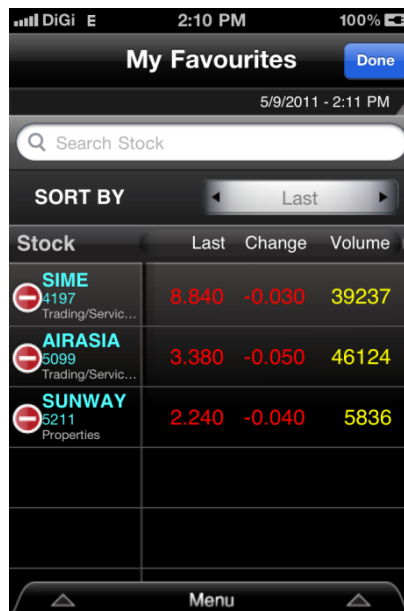 DiGi E 2:10 PM 100%
My Favourites Done
5/9/2011 - 2:11 PM
Search Stock
SORT BY Last
Stock Last Change Volume
SIME
4197 8.840 -0.030 39237
Trading/Servic...
AIRASIA
5099 3.380 -0.050 46124
Trading/Servic...
SUNWAY
5211 2.240 -0.040 5836
Properties
Menu